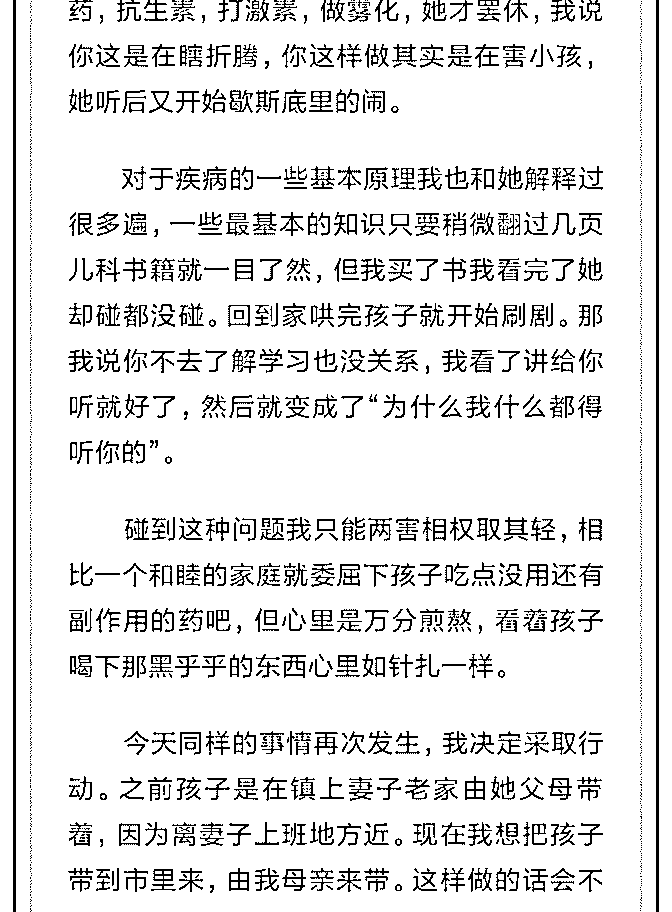 药，抗生素，打激素，做雾化，她才罢休，我说
你这是在瞎折腾，你这样做其实是在害小孩，
她听后又开始歇斯底里的闹。
对于疾病的一些基本原理我也和她解释过
很多遍，一些最基本的知识只要稍微翻过几页
儿科书籍就一目了然，但我买了书我看完了她
却碰都没碰。回到家哄完孩子就开始刷剧。那
我说你不去了解学习也没关系，我看了讲给你
听就好了，然后就变成了“为什么我什么都得
听你的”。
碰到这种问题我只能两害相权取其轻，相
比一个和睦的家庭就委屈下孩子吃点没用还有
副作用的药吧，但心里是万分煎熬，看着孩子
喝下那黑乎乎的东西心里如针扎一样。
今天同样的事情再次发生，我决定采取行
动。之前孩子是在镇上妻子老家由她父母带
着，因为离妻子上班地方近。现在我想把孩子
带到市里来，由我母亲来带。这样做的话会不